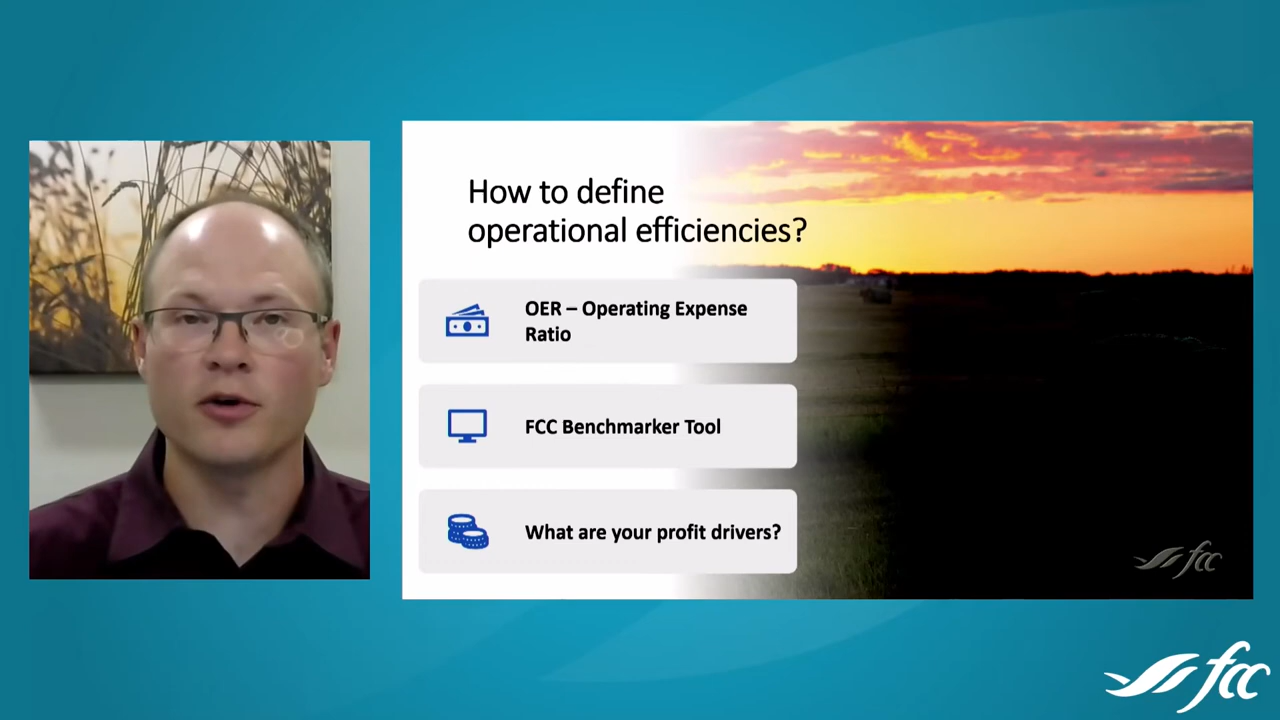 How to define
operational efficiencies?
OER – Operating Expense
Ratio
FCC Benchmarker Tool
What are your profit drivers?
fcc
fcc